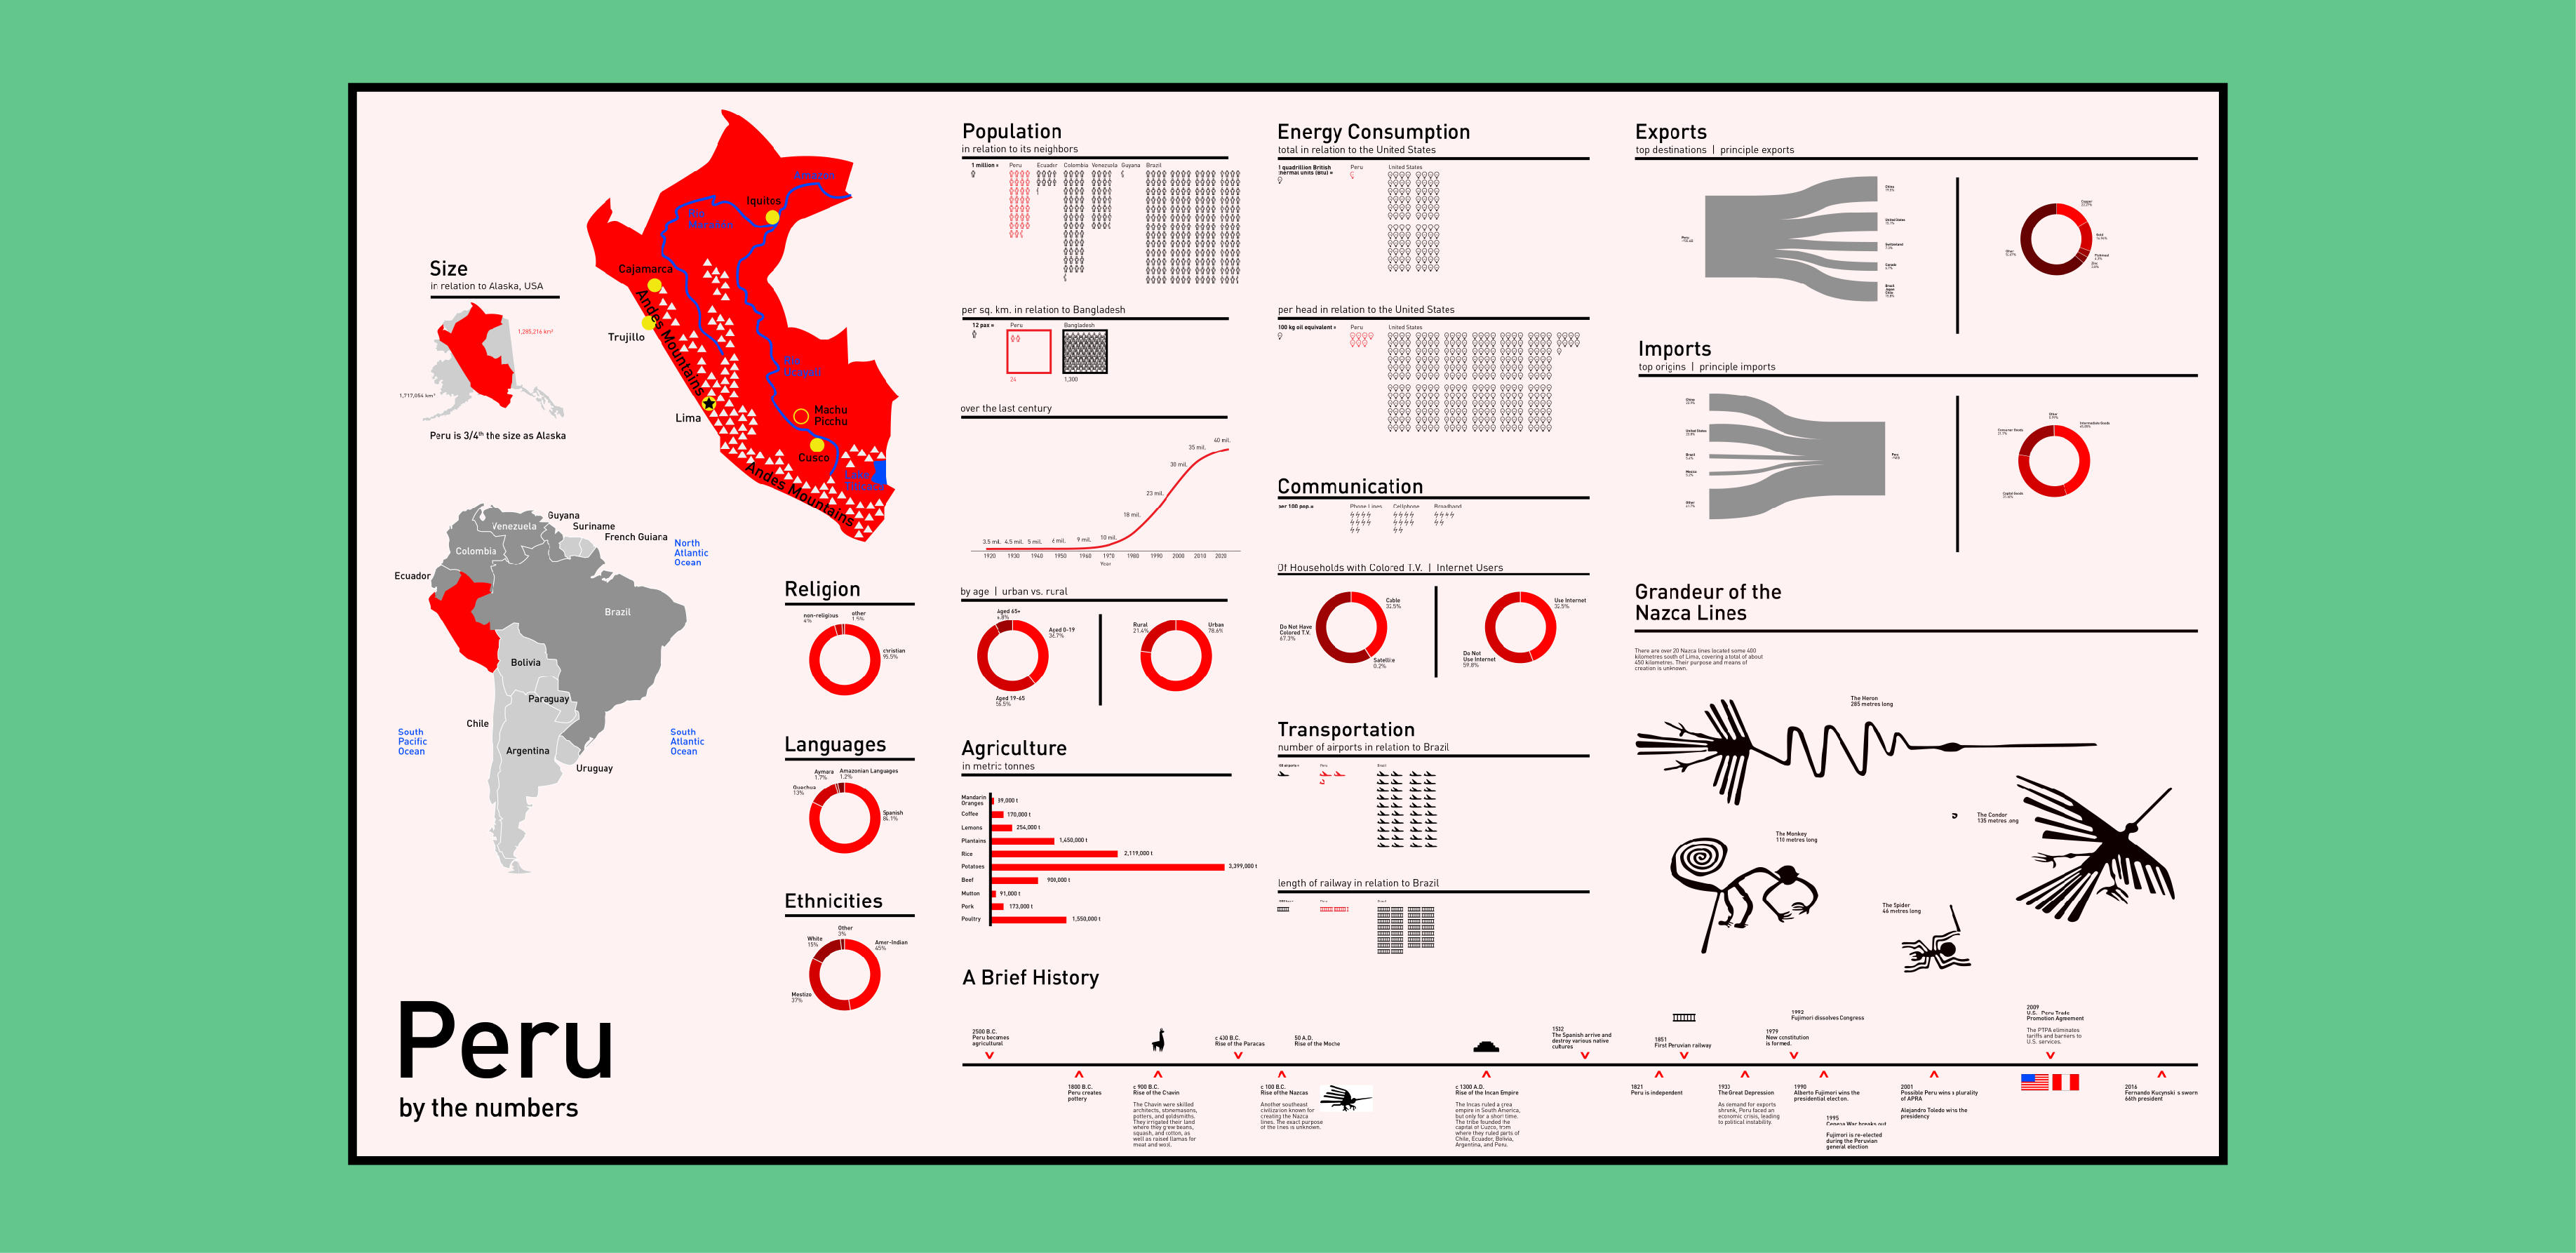 Size
in relation to Alaska, USA
1,285,216 km²
1,717,854 km²
Peru is 3/4th the size as Alaska
Amazon
Iquitos
Rio
Cajamarca
Trujillo
Andes Mountains
Rio
Ucayali
Lima
Machu
Picchu
Cusco
Lake
Andes Mountains
Guyana
Venezuela
Suriname
French Guiana
Colombia
North
Atlantic
Ocean
Ecuador
Brazil
Bolivia
Paraguay
Chile
South
Pacific
Ocean
South
Atlantic
Ocean
Argentina
Uruguay
Peru
by the numbers
Religion
non-religious
4%
other
1.5%
christian
95.5%
Languages
Aymara
1.7%
Amazonian Languages
1.2%
Quechua
13%
Spanish
84.1%
Ethnicities
Other
3%
White
15%
Amer-Indian
45%
Mestizo
37%
Population
in relation to its neighbors
1 million =
Peru
Ecuador
Colombia
Venezuela
Guyana
Brazil
per sq. km. in relation to Bangladesh
12 pax =
Peru
Bangladesh
24
1,300
over the last century
3.5 mil.
4.5 mil.
5 mil.
6 mil.
9 mil.
10 mil.
18 mil.
23 mil.
30 mil.
35 mil.
40 mil.
1920
1930
1940
1950
1960
1970
1980
1990
2000
2010
2020
Year
by age | urban vs. rural
Aged 65+
6.8%
Aged 0-19
36.7%
Aged 19-65
56.5%
Rural
21.4%
Urban
78.6%
Agriculture
in metric tonnes
Mandarin
Oranges
89,000 t
Coffee
170,000 t
Lemons
254,000 t
Plantains
1,450,000 t
Rice
2,119,000 t
Potatoes
3,399,000 t
Beef
908,000 t
Mutton
91,000 t
Pork
173,000 t
Poultry
1,550,000 t
Energy Consumption
total in relation to the United States
1 quadrillion British
thermal units (Btu) =
Peru
United States
per head in relation to the United States
100 kg oil equivalent =
Peru
United States
Communication
per 100 pop.=
Phone Lines
Cellphone
Broadband
Of Households with Colored T.V. | Internet Users
Cable
32.5%
Do Not Have
Colored T.V.
67.3%
Satellite
0.2%
Use Internet
Do Not
Use Internet
59.8%
Transportation
number of airports in relation to Brazil
Peru
Brazil
length of railway in relation to Brazil
Exports
top destinations | principle exports
Peru
China
United States
Switzerland
Canada
Copper
Gold
Zinc
Other
Imports
top origins | principle imports
China
United States
Brazil
Mexico
Other
Peru
Other
Consumer Goods
Intermediate Goods
Capital Goods
Grandeur of the
Nazca Lines
There are over 20 Nazca lines located some 400
kilometres south of Lima, covering a total of about
450 kilometres. Their purpose and means of
creation is unknown.
The Heron
285 metres long
The Condor
135 metres long
The Monkey
110 metres long
The Spider
46 metres long
A Brief History
2500 B.C.
Peru becomes
agricultural
1800 B.C.
Peru creates
pottery
c 900 B.C.
Rise of the Chavin
The Chavin were skilled
architects, stonemasons,
potters, and goldsmiths.
They irrigated their land
where they grew beans,
squash, and cotton, as
well as raised llamas for
meat and wool.
c 400 B.C.
Rise of the Paracas
c 100 B.C.
Rise of the Nazcas
Another southeast
civilization known for
creating the Nazca
lines. The exact purpose
of the lines is unknown.
50 A.D.
Rise of the Moche
c 1300 A.D.
Rise of the Incan Empire
The Incas ruled a great
empire in South America,
but only for a short time.
The tribe founded the
capital of Cuzco, from
where they ruled parts of
Chile, Ecuador, Bolivia,
Argentina, and Peru.
1532
The Spanish arrive and
destroy various native
cultures
1821
Peru is independent
1851
First Peruvian railway
1933
The Great Depression
As demand for exports
shrunk, Peru faced an
economic crisis, leading
to political instability.
1979
New constitution
is formed.
1990
Alberto Fujimori wins the
presidential election.
1992
Fujimori dissolves Congress
1995
Cenepa War breaks out
Fujimori is re-elected
during the Peruvian
general election
2001
Possible Peru wins a plurality
of APRA
Alejandro Toledo wins the
presidency
2009
U.S. - Peru Trade
Promotion Agreement
The PTPA eliminates
tariffs and barriers to
U.S. services.
2016
Fernando Kuczynski is sworn
66th president